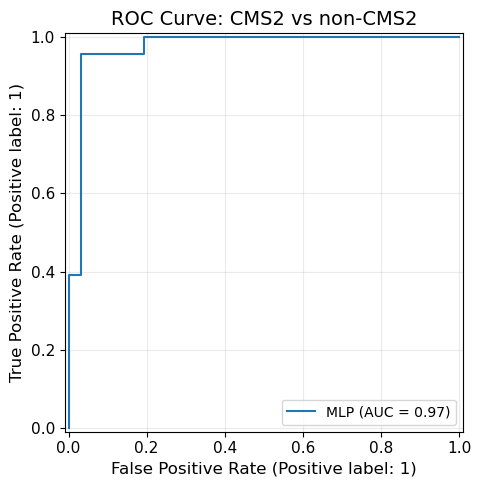 ROC Curve: CMS2 vs non-CMS2
True Positive Rate (Positive label: 1)
1.0
0.8
0.6
0.4
0.2
0.0
MLP (AUC = 0.97)
0.0 0.2 0.4 0.6 0.8 1.0
False Positive Rate (Positive label: 1)